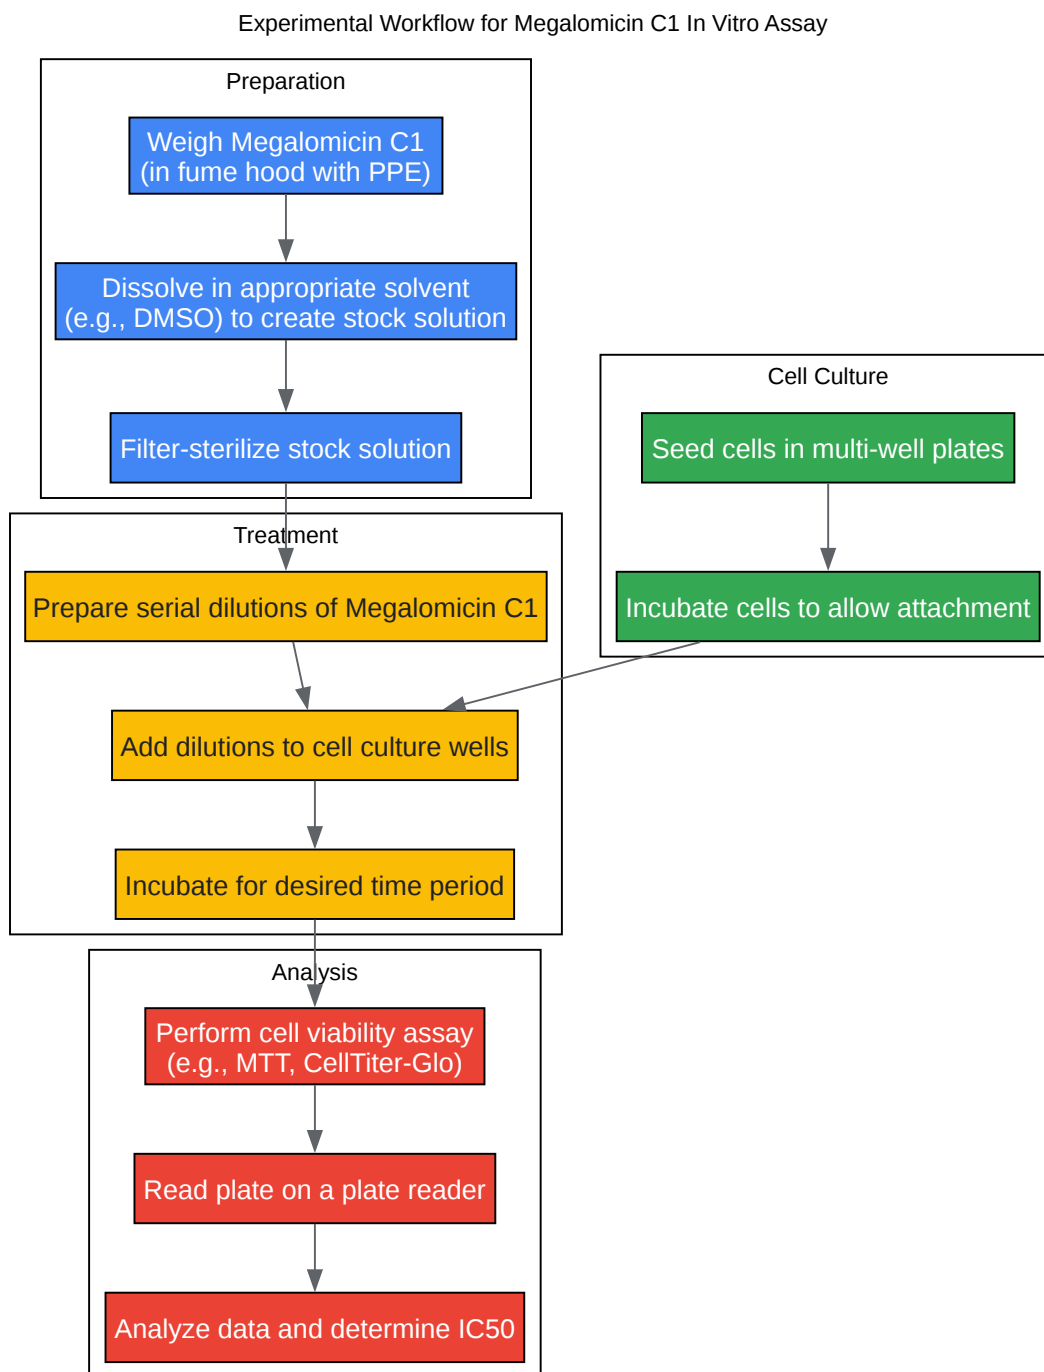 Experimental Workflow for Megalomicin C1 In Vitro Assay
Preparation
Weigh Megalomicin C1
(in fume hood with PPE)
Dissolve in appropriate solvent
(e.g., DMSO) to create stock solution
Filter-sterilize stock solution
Cell Culture
Seed cells in multi-well plates
Incubate cells to allow attachment
Treatment
Prepare serial dilutions of Megalomicin C1
Add dilutions to cell culture wells
Incubate for desired time period
Analysis
Perform cell viability assay
(e.g., MTT, CellTiter-Glo)
Read plate on a plate reader
Analyze data and determine IC50